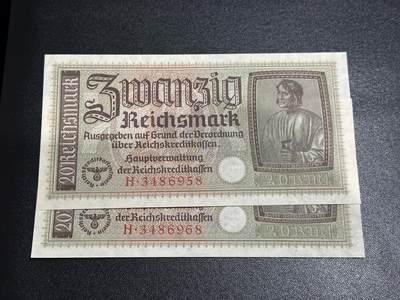 20 Reichsmark
Zwanzig
Reichsmark
Ausgegeben auf Grund der Verordnung
über Reichskreditkassen.
Hauptverwaltung
der Reichskreditkassen
H·3486958
20
der Reichskreditkassen
H·3486968